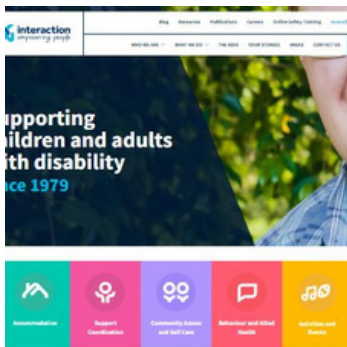 interaction
empowering people
Blog Resources Publications Careers Online Safety Training
WHO WE ARE WHAT WE DO THE NDIS YOUR STORIES CONTACT US
upporting
hildren and adults
ith disability
nce 1979
Accommodation
Support
Coordination
Community Access
and Self Care
Behaviour and Allied
Health
Activities and
Events